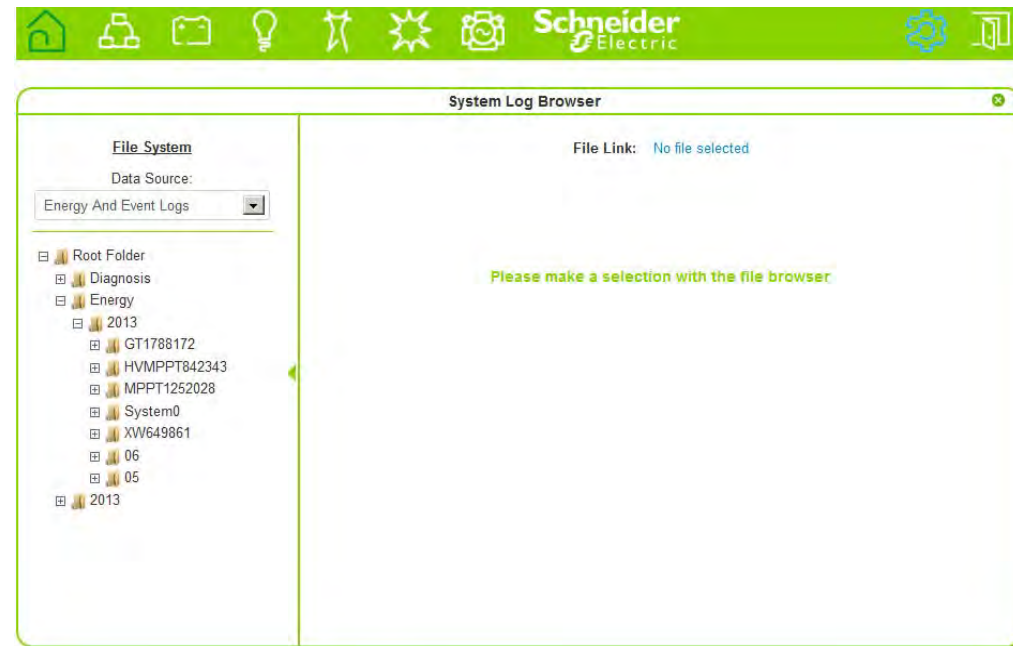 Schneider
Electric
System Log Browser
File System
Data Source:
Energy And Event Logs
Root Folder
Diagnosis
Energy
2013
GT1788172
HVMPPT842343
MPPT1252028
System0
XW649861
06
05
2013
File Link: No file selected
Please make a selection with the file browser